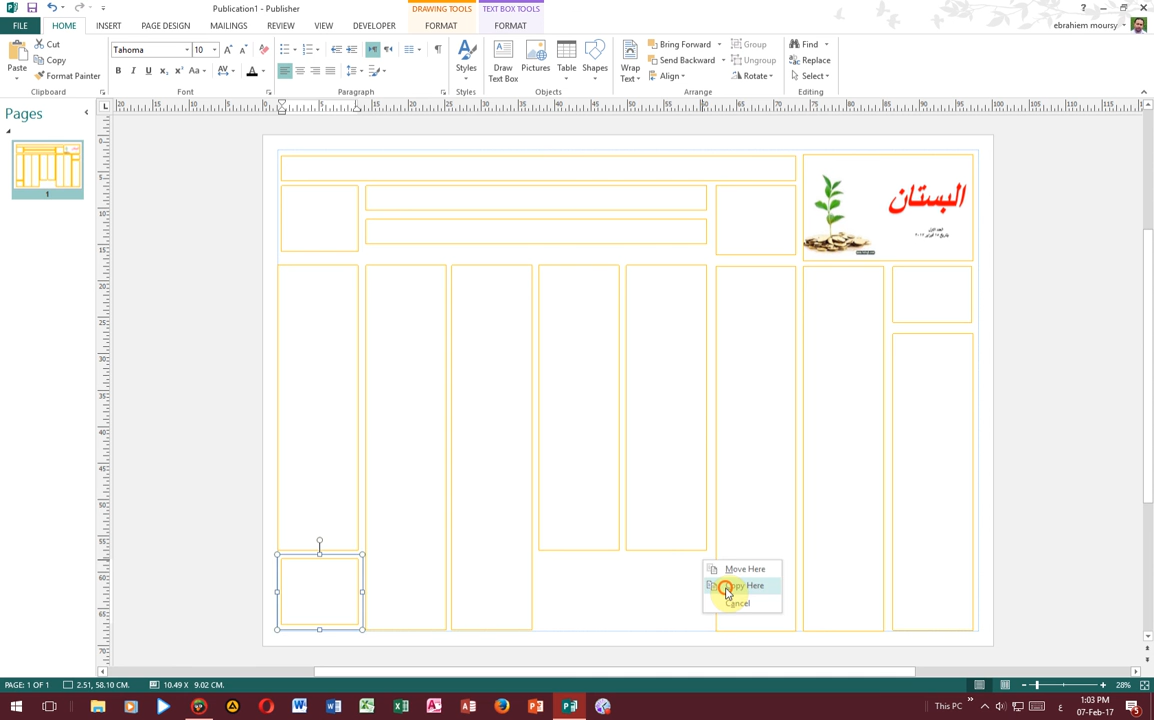 Publication1 - Publisher
DRAWING TOOLS
TEXT BOX TOOLS
?
FILE
HOME
INSERT
PAGE DESIGN
MAILINGS
REVIEW
VIEW
DEVELOPER
FORMAT
FORMAT
ebrahiem moursy
Paste
Cut
Copy
Format Painter
Clipboard
Tahoma
10
Font
Paragraph
Styles
Styles
Draw Text Box
Pictures
Table
Shapes
Objects
Wrap Text
Bring Forward
Send Backward
Align
Group
Ungroup
Rotate
Arrange
Find
Replace
Select
Editing
Pages
1
البستان
Move Here
Copy Here
Cancel
PAGE: 1 OF 1
2.51, 58.10 CM.
10.49 X 9.02 CM.
28%
This PC
1:03 PM
07-Feb-17